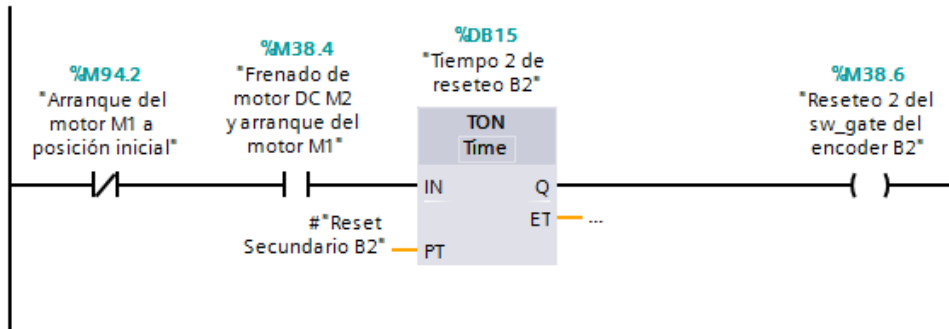 %M94.2
"Arranque del
motor M1 a
posición inicial"
%M38.4
"Frenado de
motor DC M2
y arranque del
motor M1"
%DB15
"Tiempo 2 de
reseteo B2"
TON
Time
IN
Q
ET
...
#"Reset
Secundario B2"
PT
%M38.6
"Reseteo 2 del
sw_gate del
encoder B2"